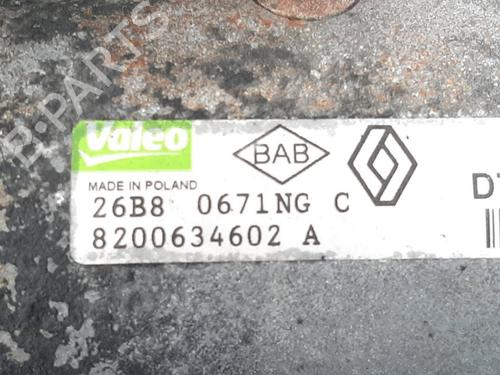 B-PARTS
Valeo
BAB
MADE IN POLAND
26B8 0671NG C
8200634602 A